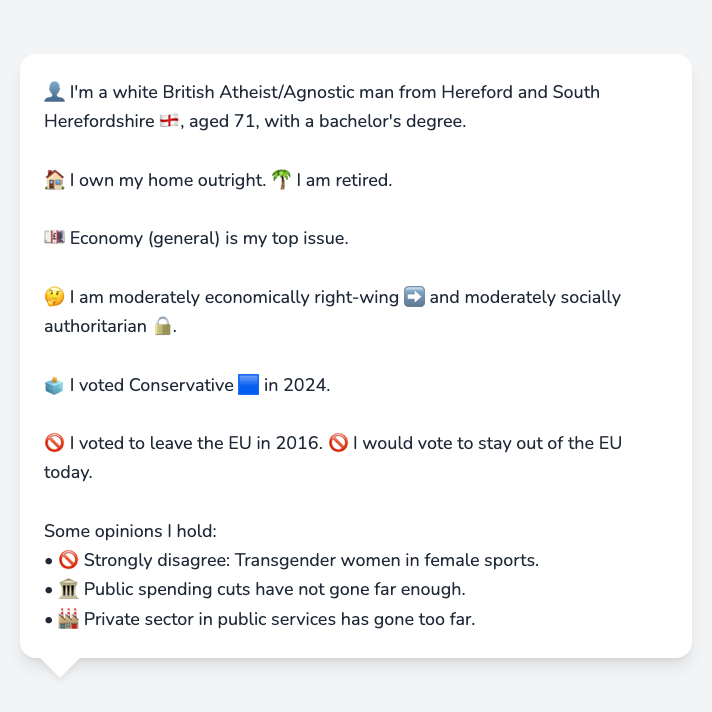 👤 I'm a white British Atheist/Agnostic man from Hereford and South
Herefordshire 🏴󠁧󠁢󠁥󠁮󠁧󠁿, aged 71, with a bachelor's degree.
🏠 I own my home outright. 🌴 I am retired.
💷 Economy (general) is my top issue.
🤔 I am moderately economically right-wing ➡️ and moderately socially
authoritarian 🔒.
🗳️ I voted Conservative 🟦 in 2024.
🚫 I voted to leave the EU in 2016. 🚫 I would vote to stay out of the EU
today.
Some opinions I hold:
• 🚫 Strongly disagree: Transgender women in female sports.
• 🏛️ Public spending cuts have not gone far enough.
• 🏭 Private sector in public services has gone too far.